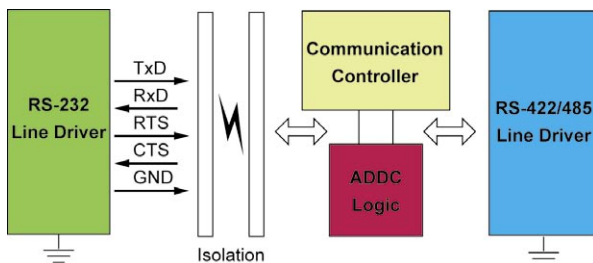 RS-232
Line Driver
TxD
RxD
RTS
CTS
GND
Isolation
Communication
Controller
ADDC
Logic
RS-422/485
Line Driver